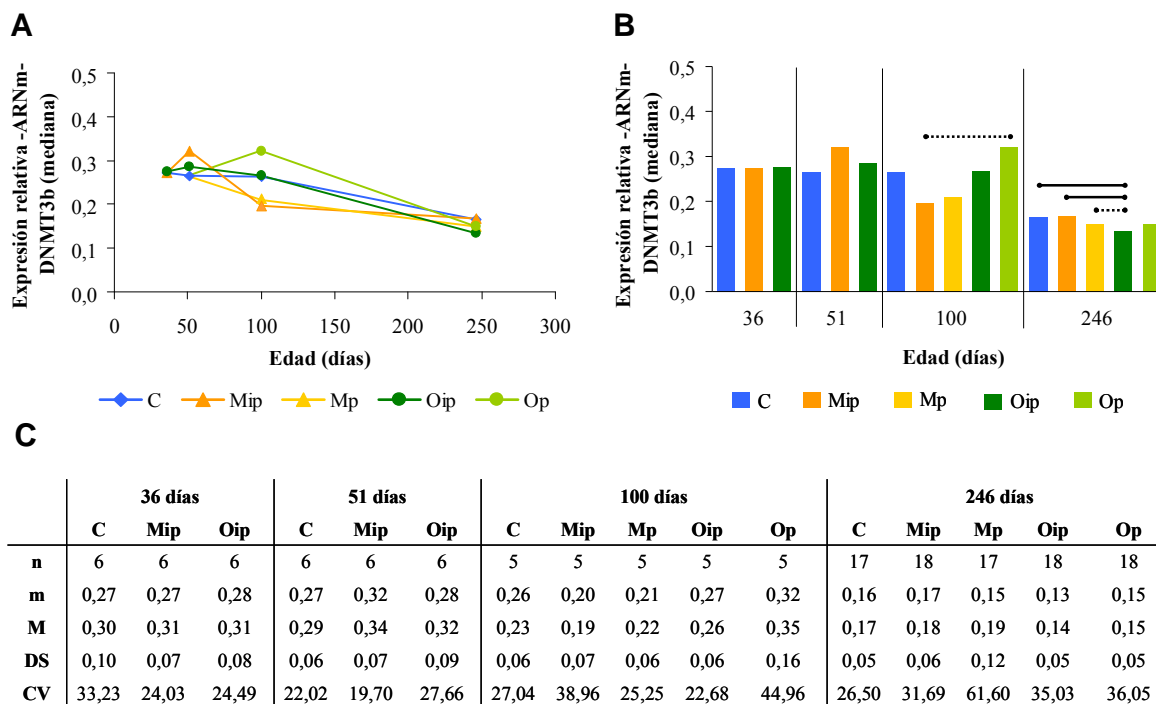 A
Expresión relativa -ARNm-
DNMT3b (mediana)
0,5
0,4
0,3
0,2
0,1
0,0
0 50 100 150 200 250 300
Edad (días)
C Mip Mp Oip Op
B
Expresión relativa -ARNm-
DNMT3b (mediana)
0,5
0,4
0,3
0,2
0,1
0,0
36 51 100 246
Edad (días)
C Mip Mp Oip Op
C
36 días 51 días 100 días 246 días
C Mip Oip C Mip Oip C Mip Mp Oip Op C Mip Mp Oip Op
n 6 6 6 6 6 6 5 5 5 5 5 17 18 17 18 18
m 0,27 0,27 0,28 0,27 0,32 0,28 0,26 0,20 0,21 0,27 0,32 0,16 0,17 0,15 0,13 0,15
M 0,30 0,31 0,31 0,29 0,34 0,32 0,23 0,19 0,22 0,26 0,35 0,17 0,18 0,19 0,14 0,15
DS 0,10 0,07 0,08 0,06 0,07 0,09 0,06 0,07 0,06 0,06 0,16 0,05 0,06 0,12 0,05 0,05
CV 33,23 24,03 24,49 22,02 19,70 27,66 27,04 38,96 25,25 22,68 44,96 26,50 31,69 61,60 35,03 36,05